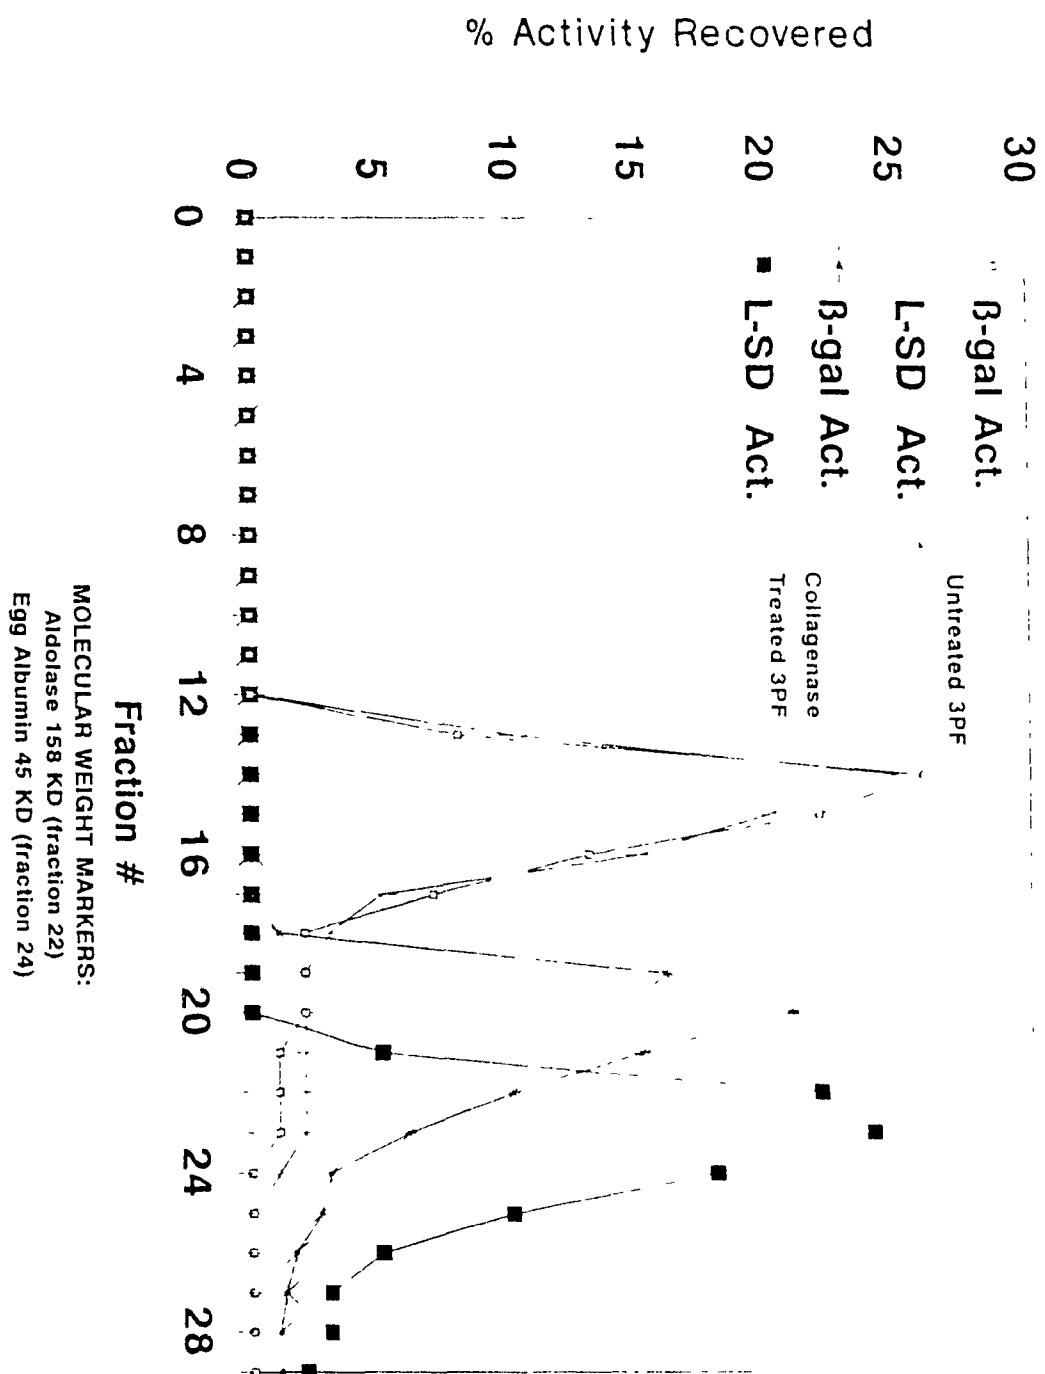 % Activity Recovered
30
25
20
15
10
5
0
β-gal Act.
L-SD Act.
Untreated 3PF
β-gal Act.
L-SD Act.
Collagenase
Treated 3PF
0
4
8
12
16
20
24
28
Fraction #
MOLECULAR WEIGHT MARKERS:
Aldolase 158 KD (fraction 22)
Egg Albumin 45 KD (fraction 24)